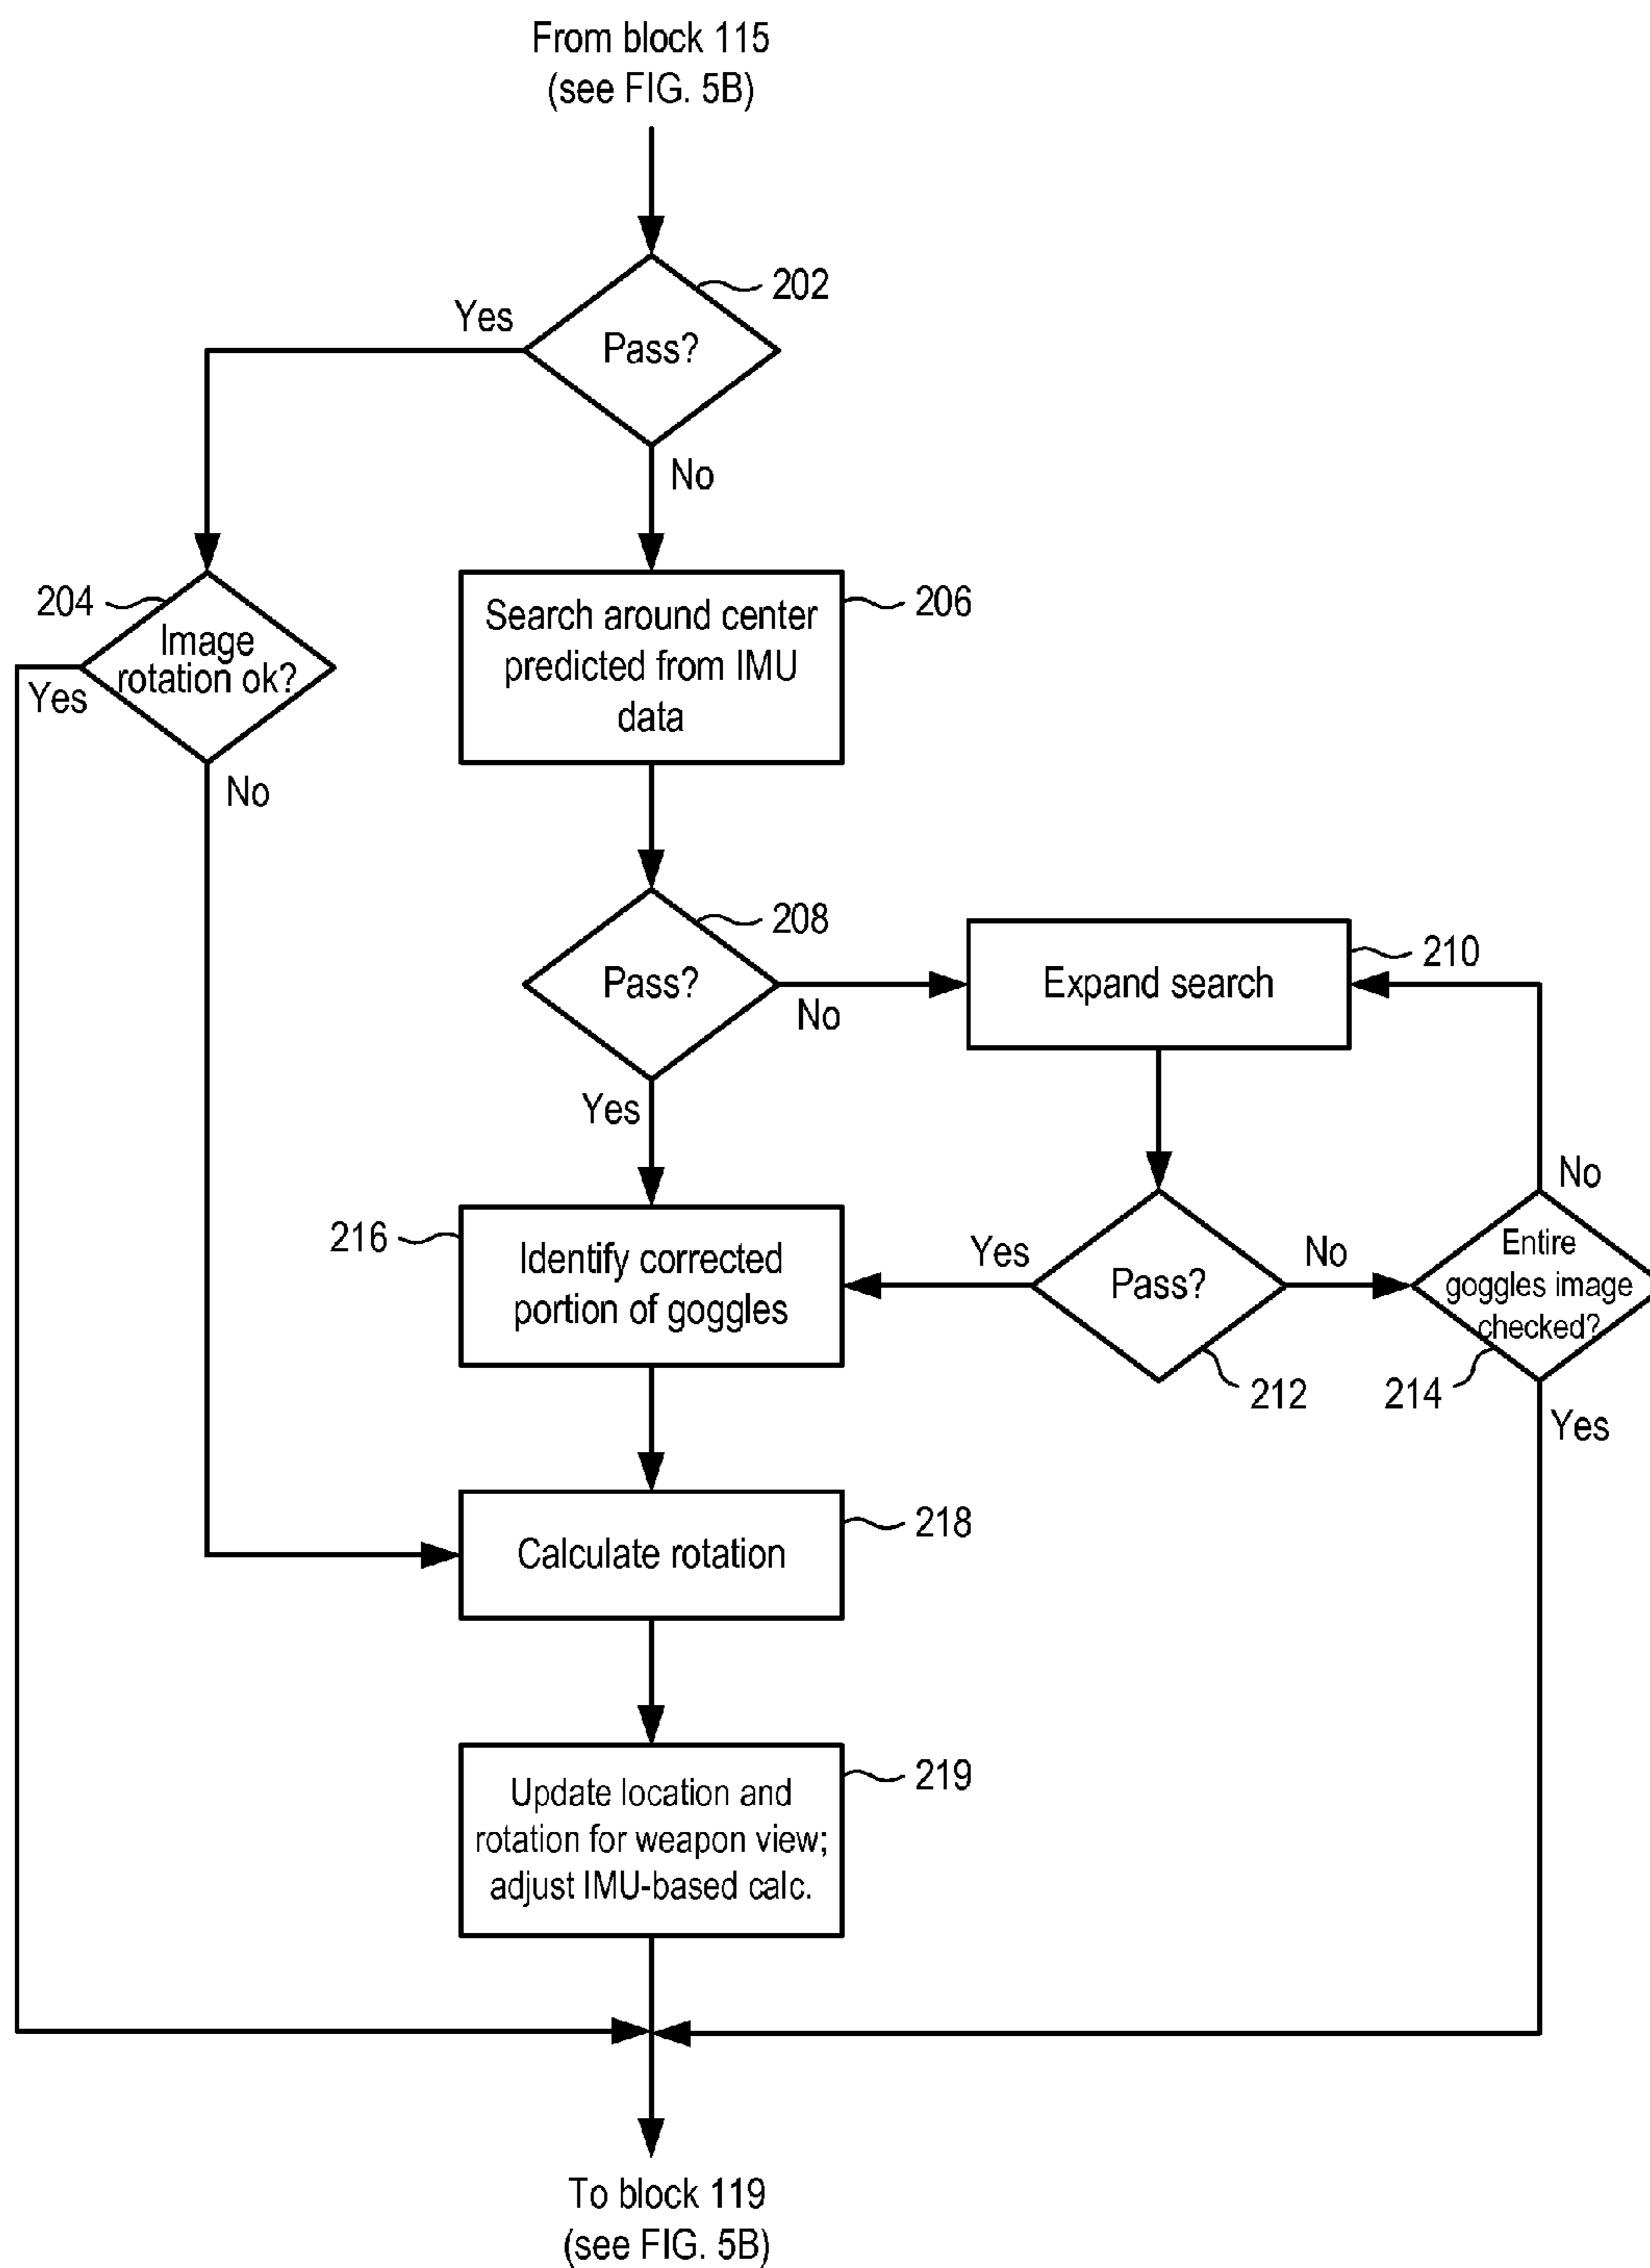 From block 115
(see FIG. 5B)
202
Yes
Pass?
No
204
Image
rotation ok?
Yes
No
Search around center
predicted from IMU
data
206
208
Pass?
No
Yes
Expand search
210
216
Identify corrected
portion of goggles
Yes
Pass?
No
212
No
Entire
goggles image
checked?
214
Yes
Calculate rotation
218
Update location and
rotation for weapon view;
adjust IMU-based calc.
219
To block 119
(see FIG. 5B)